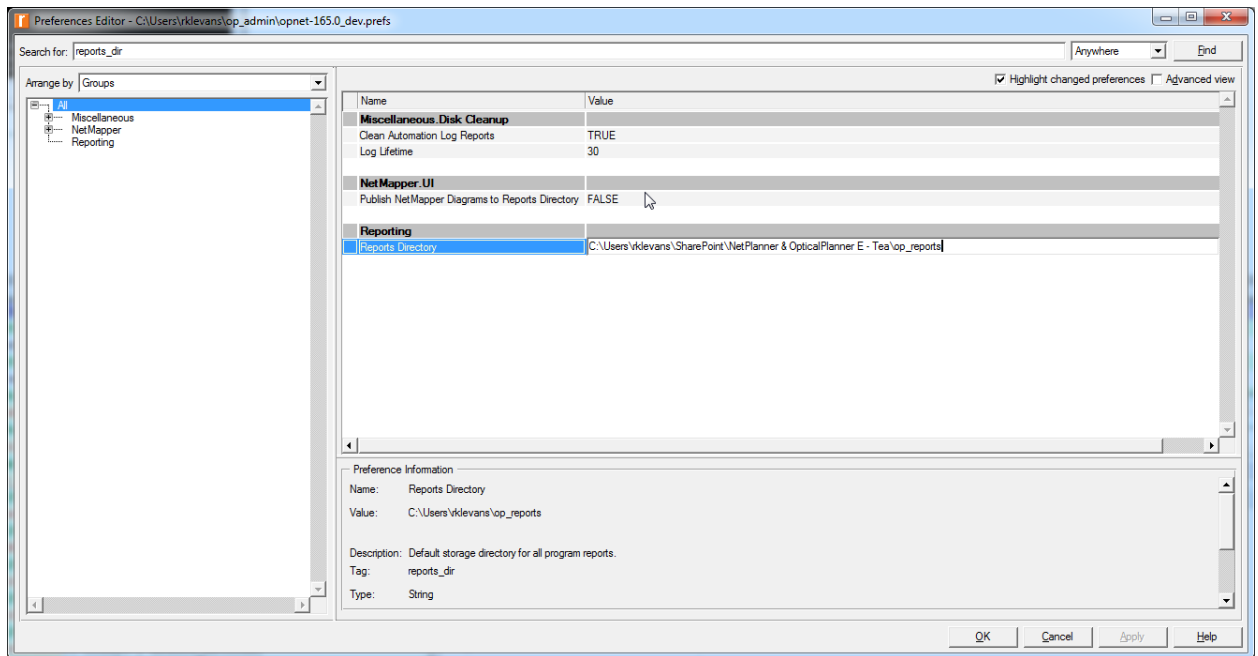 Preferences Editor - C:\Users\rklevans\op_admin\opnet-165.0_dev.prefs
Search for: reports_dir Anywhere Find
Arrange by Groups
Highlight changed preferences Advanced view
All
Miscellaneous
NetMapper
Reporting
Name Value
Miscellaneous.Disk Cleanup
Clean Automation Log Reports TRUE
Log Lifetime 30
NetMapper.UI
Publish NetMapper Diagrams to Reports Directory FALSE
Reporting
Reports Directory C:\Users\rklevans\SharePoint\NetPlanner & OpticalPlanner E - Tea\op_reports
Preference Information
Name: Reports Directory
Value: C:\Users\rklevans\op_reports
Description: Default storage directory for all program reports.
Tag: reports_dir
Type: String
OK Cancel Apply Help